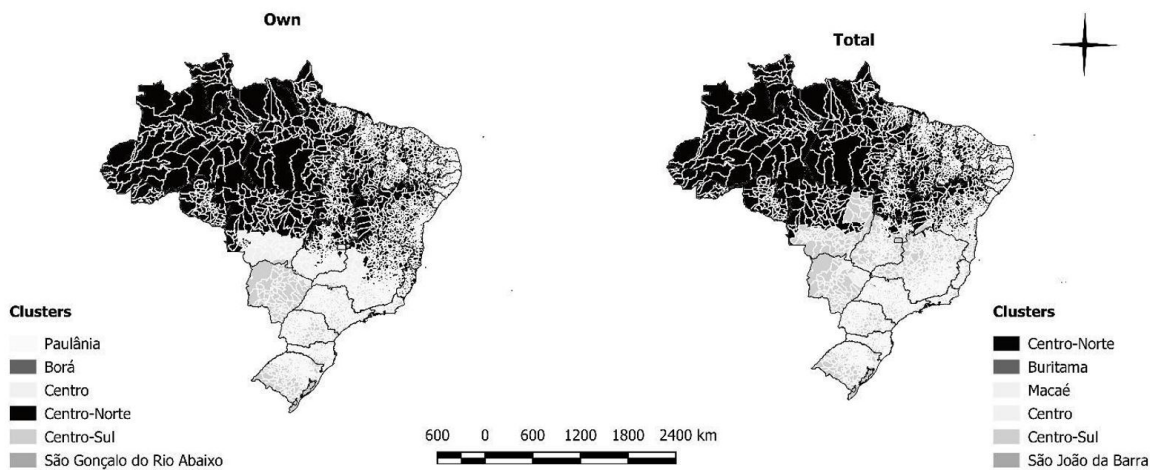 Own
Total
Clusters
Paulânia
Borá
Centro
Centro-Norte
Centro-Sul
São Gonçalo do Rio Abaixo
600 0 600 1200 1800 2400 km
Clusters
Centro-Norte
Buritama
Macaé
Centro
Centro-Sul
São João da Barra